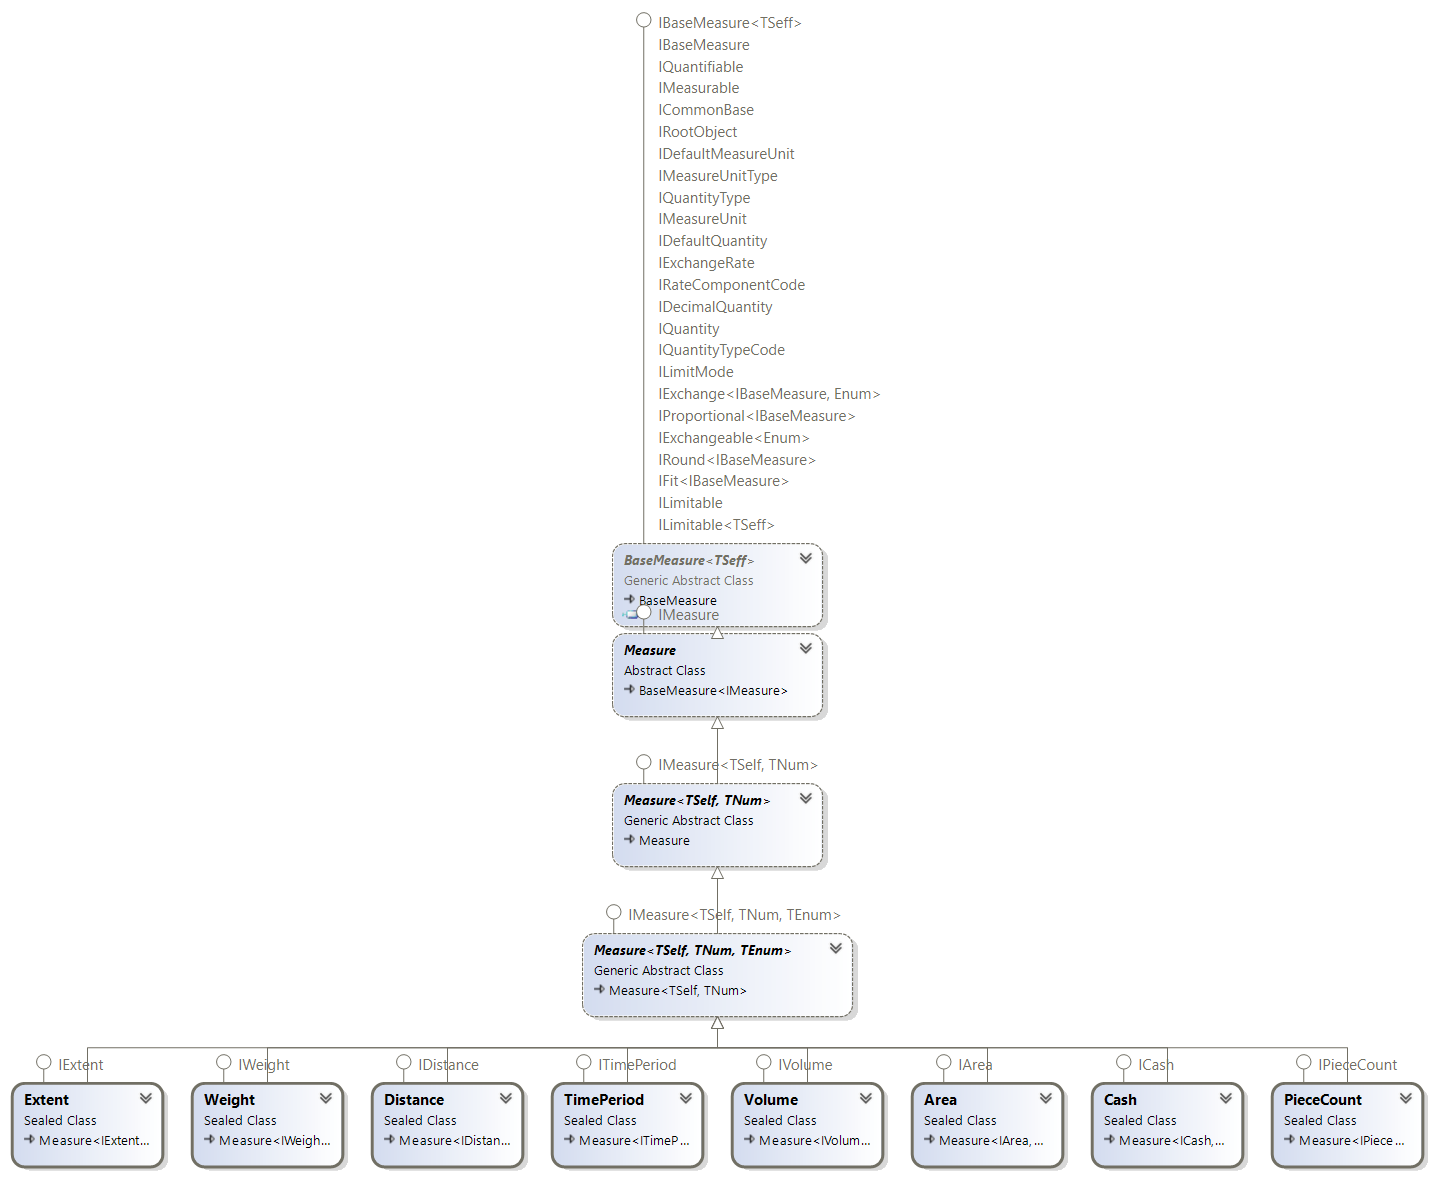 IBaseMeasure<TSeff>
IBaseMeasure
IQuantifiable
IMeasurable
ICommonBase
IRootObject
IDefaultMeasureUnit
IMeasureUnitType
IQuantityType
IMeasureUnit
IDefaultQuantity
IExchangeRate
IRateComponentCode
IDecimalQuantity
IQuantity
IQuantityTypeCode
ILimitMode
IExchange<IBaseMeasure, Enum>
IProportional<IBaseMeasure>
IExchangeable<Enum>
IRound<IBaseMeasure>
IFit<IBaseMeasure>
ILimitable
ILimitable<TSeff>
BaseMeasure<TSeff>
Generic Abstract Class
BaseMeasure
IMeasure
Measure
Abstract Class
BaseMeasure<IMeasure>
IMeasure<TSelf, TNum>
Measure<TSelf, TNum>
Generic Abstract Class
Measure
IMeasure<TSelf, TNum, TEnum>
Measure<TSelf, TNum, TEnum>
Generic Abstract Class
Measure<TSelf, TNum>
IExtent
Extent
Sealed Class
Measure<IExtent...
IWeight
Weight
Sealed Class
Measure<IWeigh...
IDistance
Distance
Sealed Class
Measure<IDistan...
ITimePeriod
TimePeriod
Sealed Class
Measure<ITimeP...
IVolume
Volume
Sealed Class
Measure<IVolum...
IArea
Area
Sealed Class
Measure<IArea,...
ICash
Cash
Sealed Class
Measure<ICash,...
IPieceCount
PieceCount
Sealed Class
Measure<IPiece...